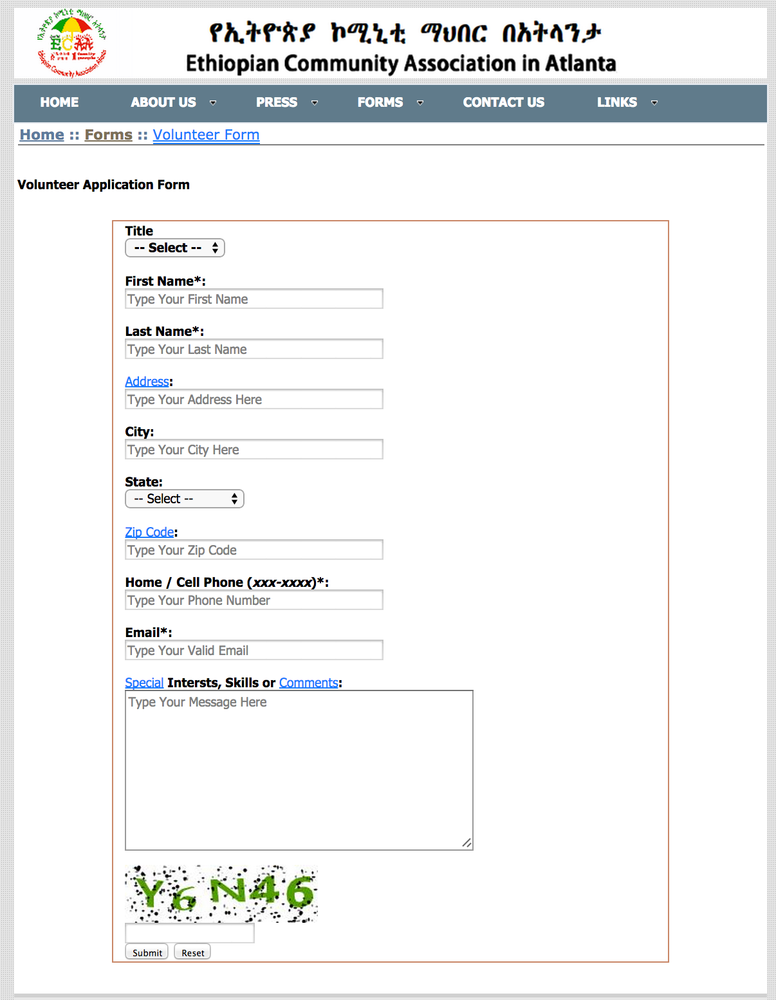 ECAA
የኢትዮጵያ ኮሚኒቲ ማህበር በአትላንታ
Ethiopian Community Association in Atlanta
HOME ABOUT US PRESS FORMS CONTACT US LINKS
Home :: Forms :: Volunteer Form
Volunteer Application Form
Title
-- Select --
First Name*:
Type Your First Name
Last Name*:
Type Your Last Name
Address:
Type Your Address Here
City:
Type Your City Here
State:
-- Select --
Zip Code:
Type Your Zip Code
Home / Cell Phone (xxx-xxxx)*:
Type Your Phone Number
Email*:
Type Your Valid Email
Special Intersts, Skills or Comments:
Type Your Message Here
Y6N46
Submit Reset